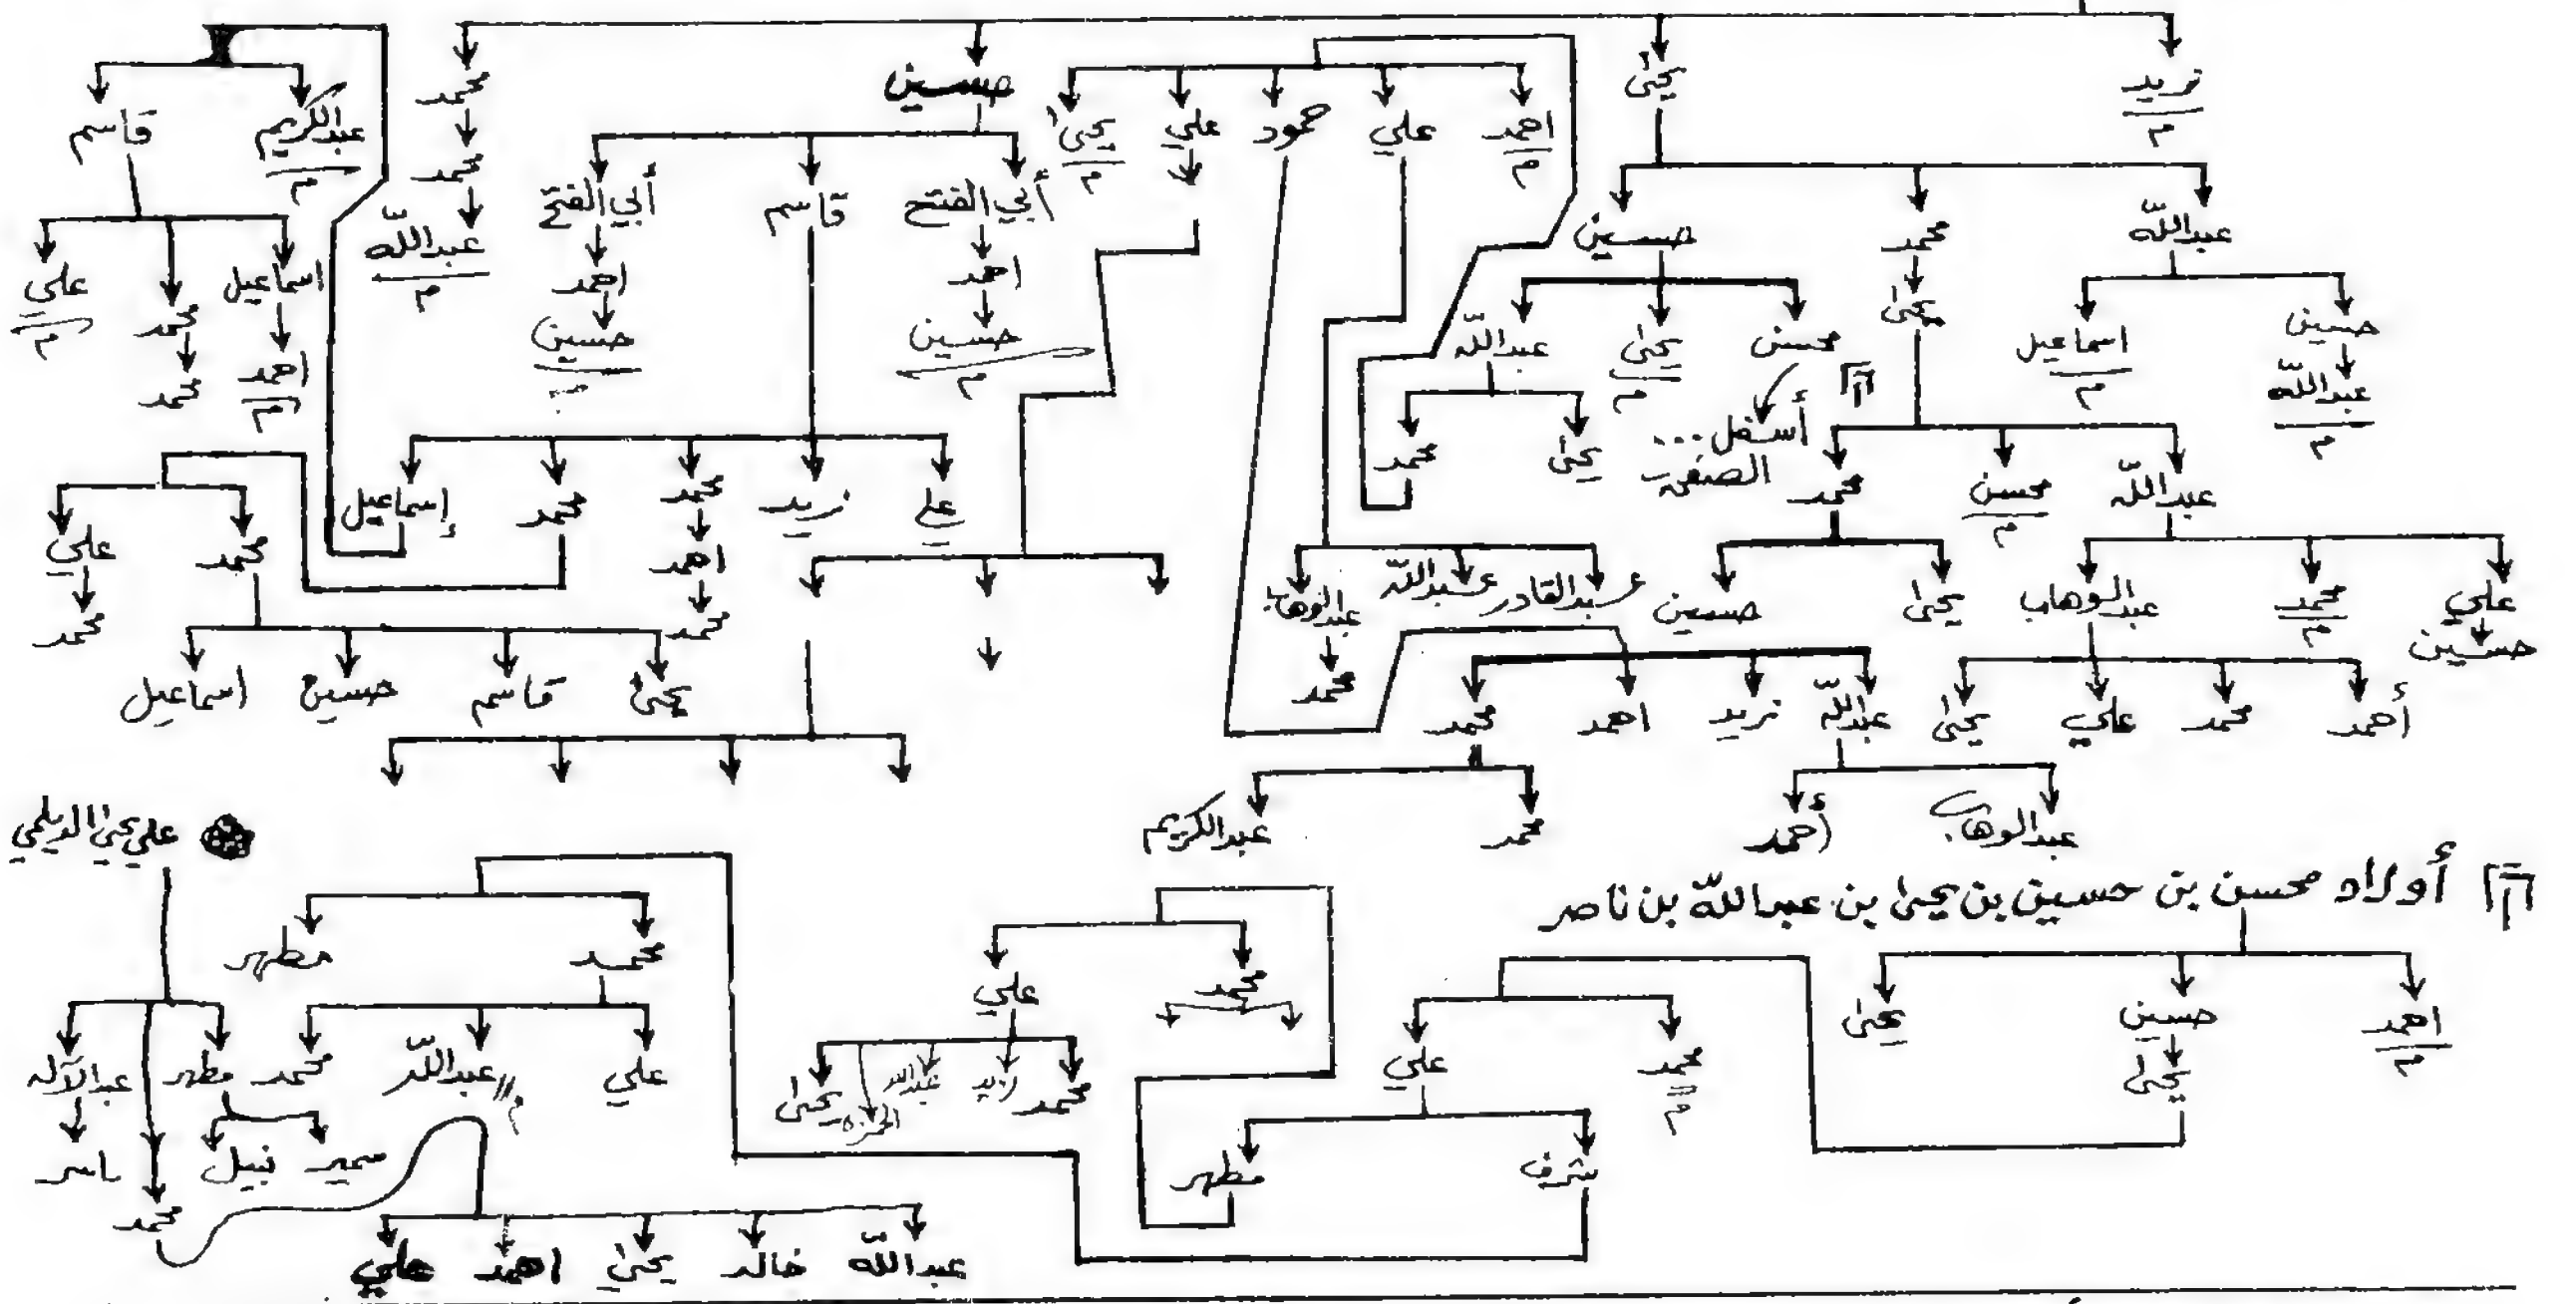 محمد حسين يحيى زيد
م
عبدالكريم قاسم
م
يحيى علي حمود علي احمد
م م
محمد
عبدالله
م
أبي الفتح قاسم أبي الفتح
احمد احمد
حسين حسين
م م
حسين محمد عبدالله
يحيى
علي محمد اسماعيل
م محمد احمد
م
عبدالله يحيى محسن
م
أسفل ...
الصفحة
اسماعيل حسين
م عبدالله
م
محمد يحيى
محمد محسن عبدالله
م
إسماعيل محمد محمد زيد علي
احمد
محمد
علي محمد
محمد
عبدالوهاب عبدالله عبدالقادر
محمد
حسين يحيى
عبدالوهاب محمد علي
م حسين
اسماعيل حسين قاسم يحيى
محمد احمد زيد عبدالله
يحيى علي محمد أحمد
عبدالكريم محمد
أحمد عبدالوهاب
علي يحيى الديلمي
أولاد محسن بن حسين بن يحيى بن عبدالله بن ناصر
مطهر محمد
علي محمد
يحيى حسين احمد
يحيى م
علي محمد
م
عبدالآله مطهر
محمد عبدالله علي
م
يحيى عبدالله زيد محمد
ياسر نبيل سمير
محمد
مطهر شرف
علي احمد يحيى خالد عبدالله